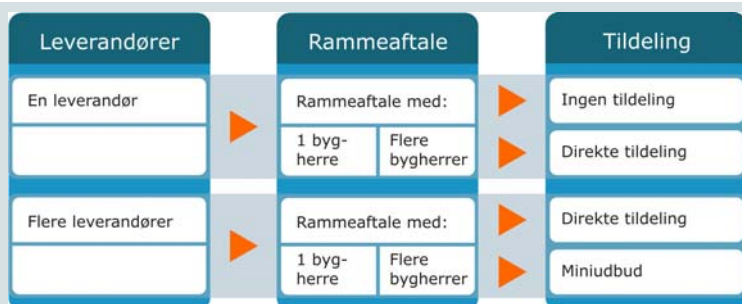 Leverandører
Rammeaftale
Tildeling
En leverandør
Rammeaftale med:
1 byg-
herre
Flere
bygherrer
Ingen tildeling
Direkte tildeling
Flere leverandører
Rammeaftale med:
1 byg-
herre
Flere
bygherrer
Direkte tildeling
Miniudbud